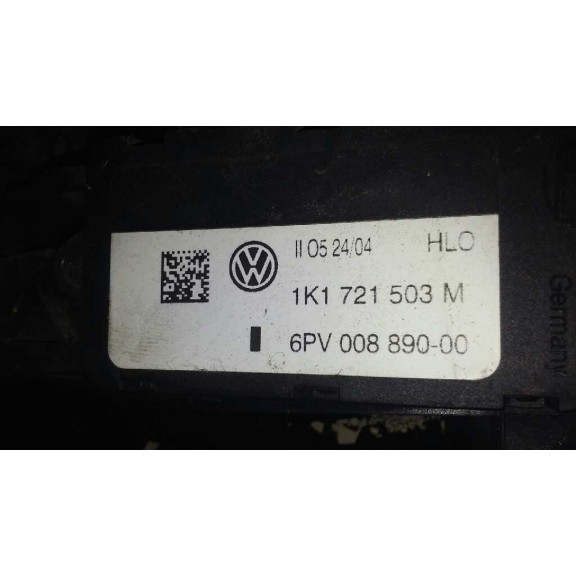 II 05 24/04 HLO
1K1 721 503 M
6PV 008 890-00
Germany